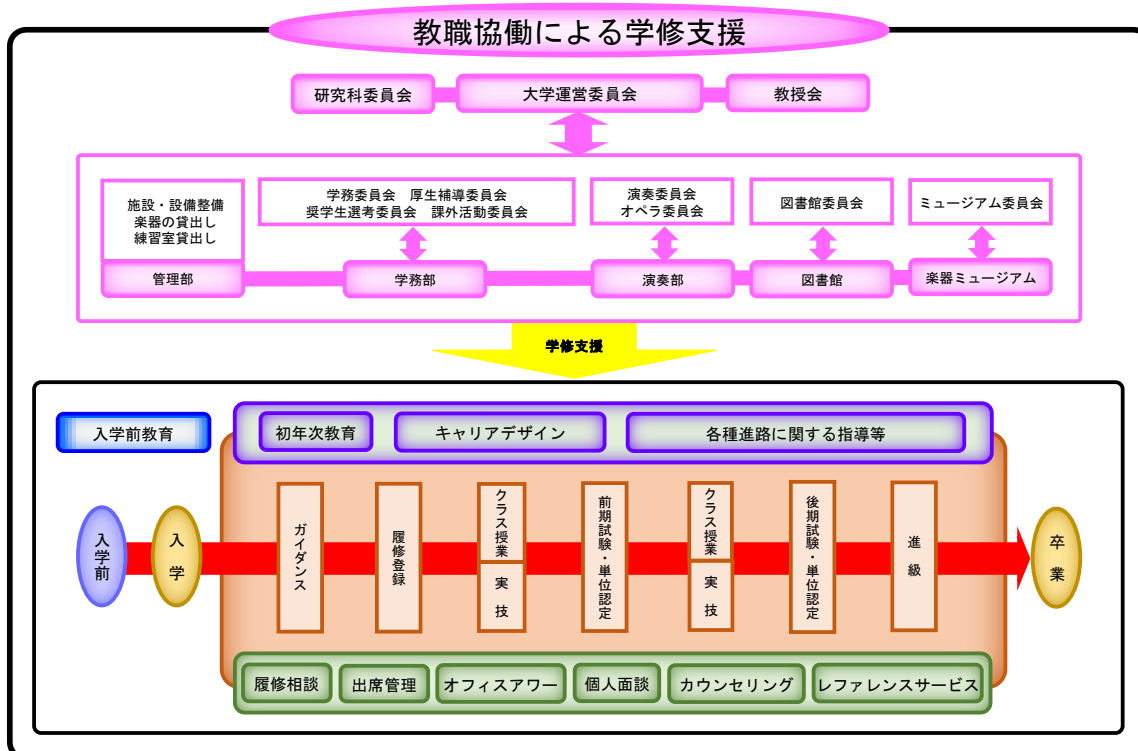 教職協働による学修支援
研究科委員会
大学運営委員会
教授会
施設・設備整備
楽器の貸出し
練習室貸出し
学務委員会　厚生補導委員会
奨学生選考委員会　課外活動委員会
演奏委員会
オペラ委員会
図書館委員会
ミュージアム委員会
管理部
学務部
演奏部
図書館
楽器ミュージアム
学修支援
入学前教育
初年次教育
キャリアデザイン
各種進路に関する指導等
入学前
入学
ガイダンス
履修登録
クラス授業
実技
前期試験・単位認定
クラス授業
実技
後期試験・単位認定
進級
卒業
履修相談
出席管理
オフィスアワー
個人面談
カウンセリング
レファレンスサービス